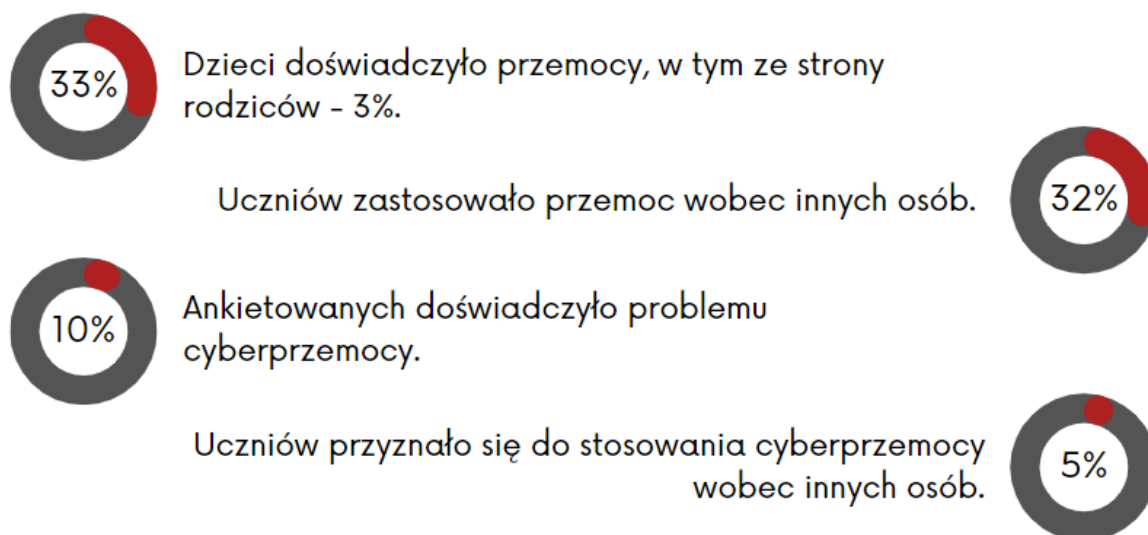 33%
Dzieci doświadczyło przemocy, w tym ze strony
rodziców - 3%.
Uczniów zastosowało przemoc wobec innych osób.
32%
10%
Ankietowanych doświadczyło problemu
cyberprzemocy.
Uczniów przyznało się do stosowania cyberprzemocy
wobec innych osób.
5%